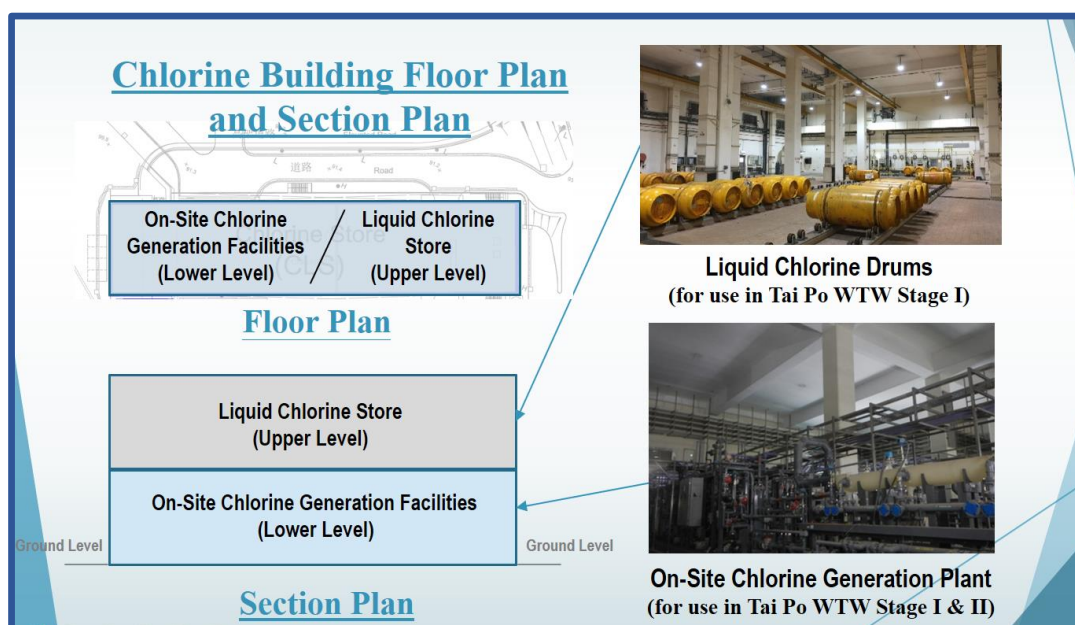 Chlorine Building Floor Plan
and Section Plan
道路
Road
On-Site Chlorine
Generation Facilities
(Lower Level)
/
Liquid Chlorine
Store
(Upper Level)
Chlorine Store
(CLS)
Floor Plan
Liquid Chlorine Store
(Upper Level)
On-Site Chlorine Generation Facilities
(Lower Level)
Ground Level
Ground Level
Section Plan
Liquid Chlorine Drums
(for use in Tai Po WTW Stage I)
On-Site Chlorine Generation Plant
(for use in Tai Po WTW Stage I & II)